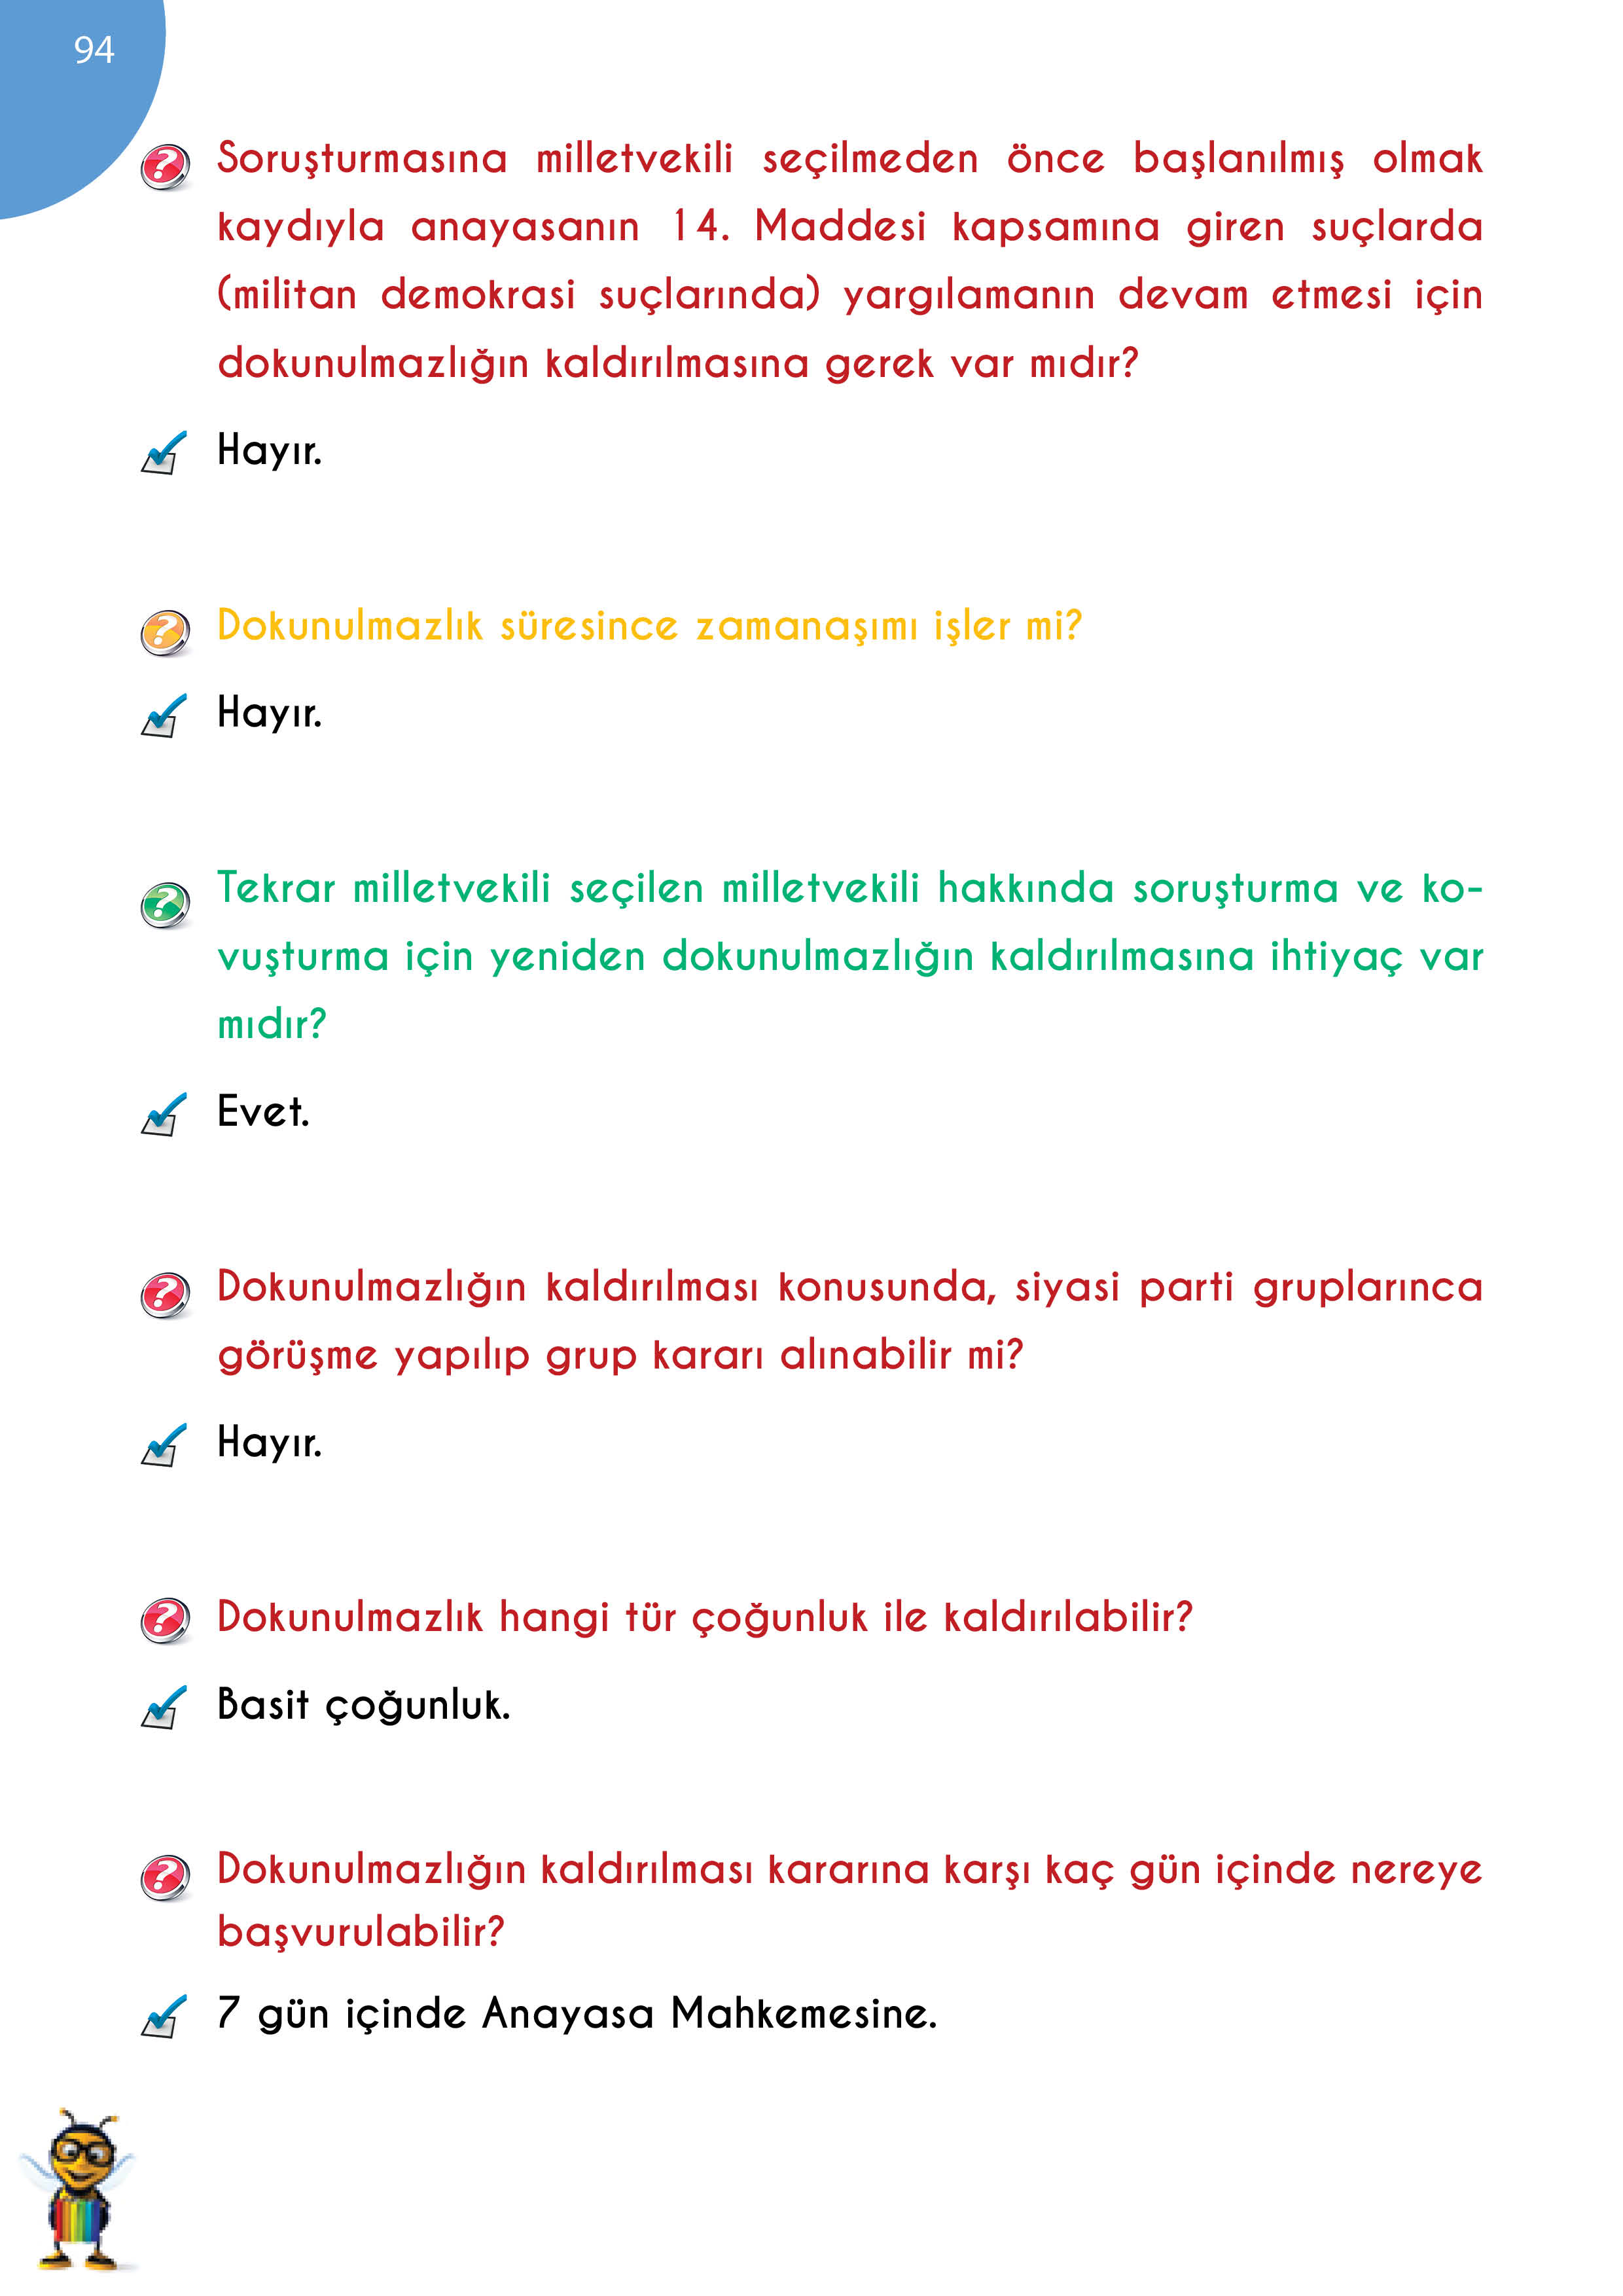 94
Soruşturmasına milletvekili seçilmeden önce başlanılmış olmak
kaydıyla anayasanın 14. Maddesi kapsamına giren suçlarda
(militan demokrasi suçlarında) yargılamanın devam etmesi için
dokunulmazlığın kaldırılmasına gerek var mıdır?
Hayır.
Dokunulmazlık süresince zamanaşımı işler mi?
Hayır.
Tekrar milletvekili seçilen milletvekili hakkında soruşturma ve ko-
vuşturma için yeniden dokunulmazlığın kaldırılmasına ihtiyaç var
mıdır?
Evet.
Dokunulmazlığın kaldırılması konusunda, siyasi parti gruplarınca
görüşme yapılıp grup kararı alınabilir mi?
Hayır.
Dokunulmazlık hangi tür çoğunluk ile kaldırılabilir?
Basit çoğunluk.
Dokunulmazlığın kaldırılması kararına karşı kaç gün içinde nereye
başvurulabilir?
7 gün içinde Anayasa Mahkemesine.